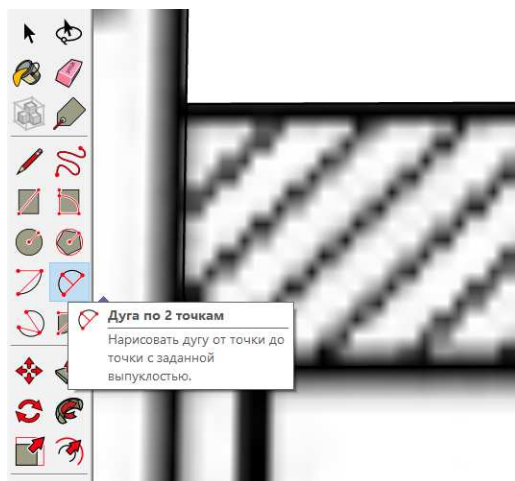 Дуга по 2 точкам
Нарисовать дугу от точки до
точки с заданной
выпуклостью.